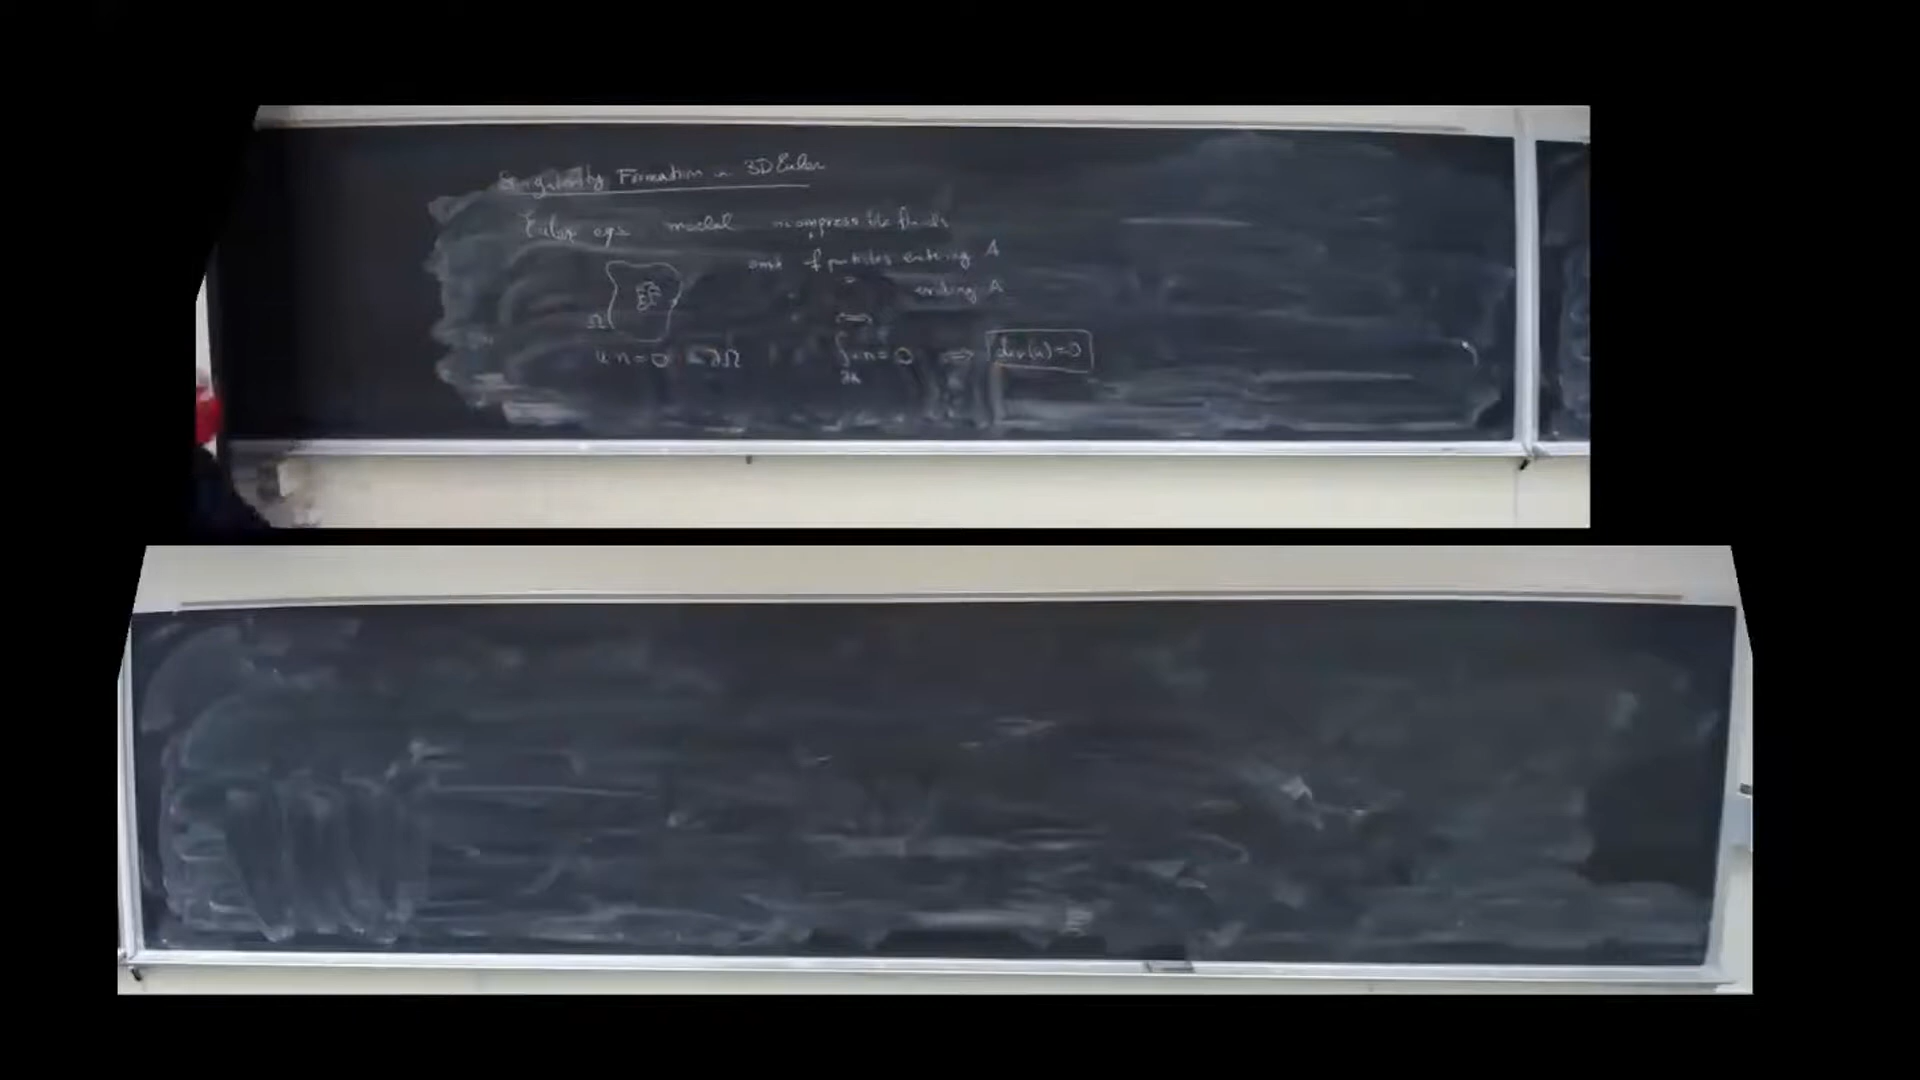 Singularity Formation in 3D Euler
Euler eqs model incompressible fluids
amt of particles entering A
=
exiting A
Ω
⟺
u·n=0 ∂Ω
∫ u·n=0 ⟹ div(u)=0
∂A